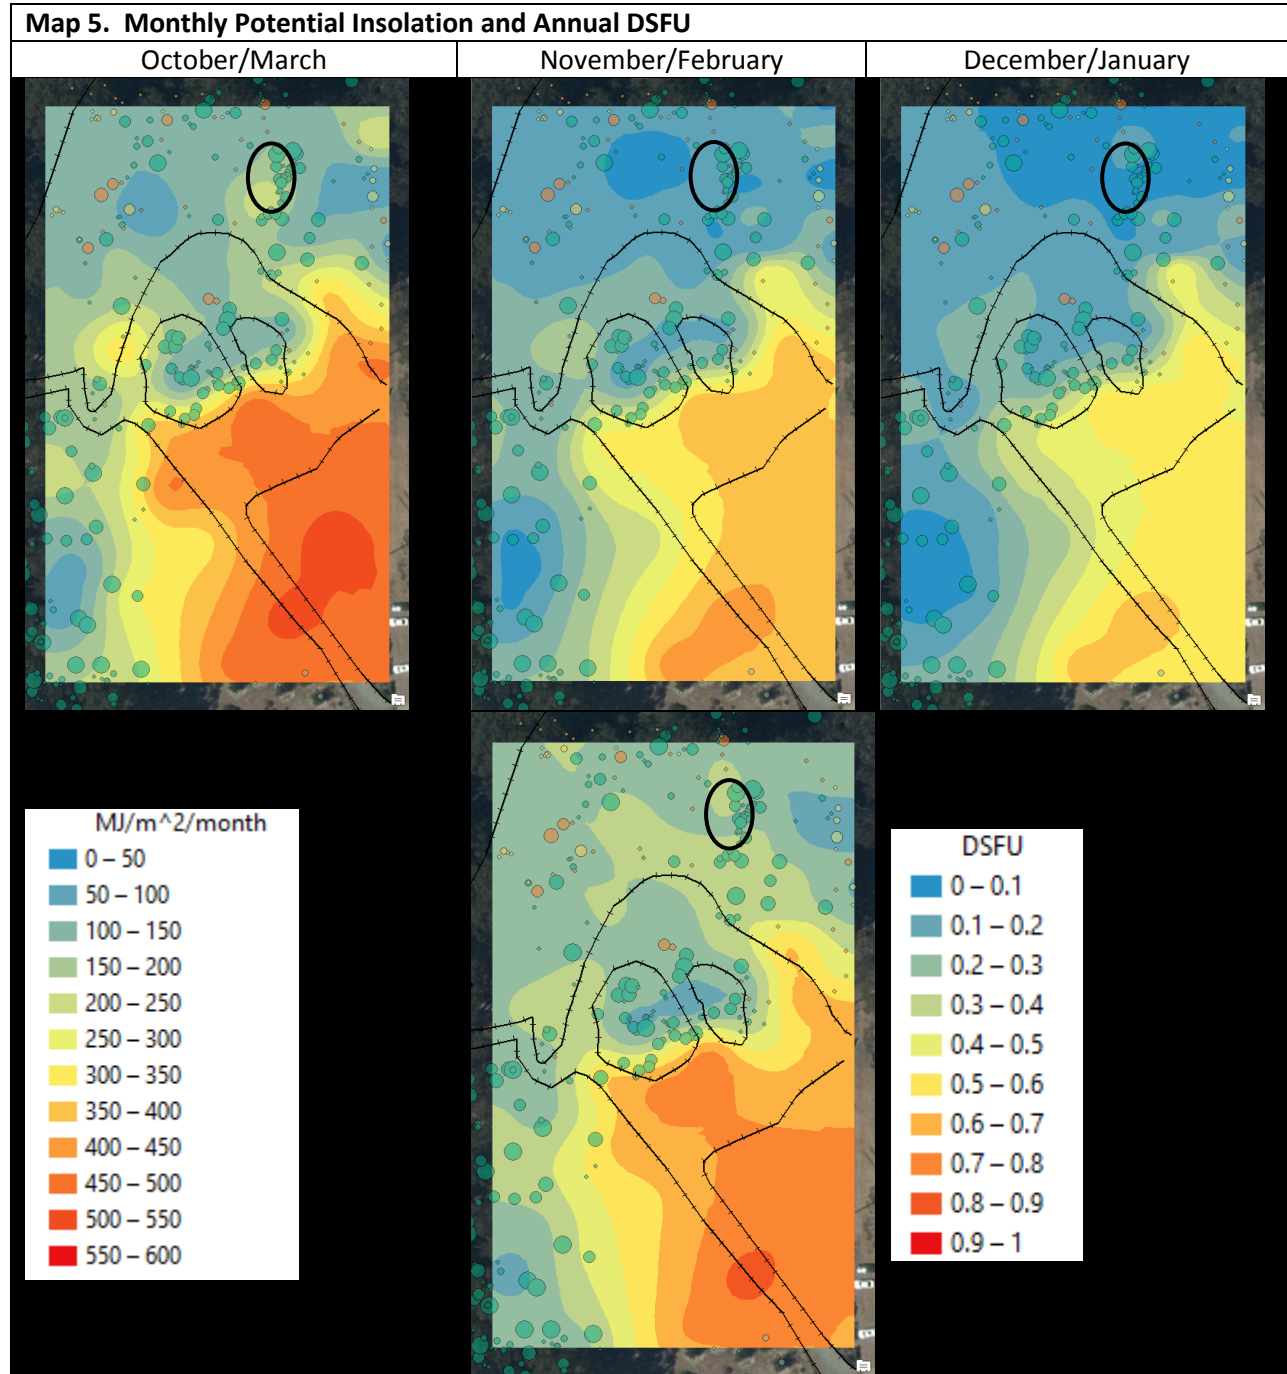 Map 5.  Monthly Potential Insolation and Annual DSFU
October/March
November/February
December/January
MJ/m^2/month
0 – 50
50 – 100
100 – 150
150 – 200
200 – 250
250 – 300
300 – 350
350 – 400
400 – 450
450 – 500
500 – 550
550 – 600
DSFU
0 – 0.1
0.1 – 0.2
0.2 – 0.3
0.3 – 0.4
0.4 – 0.5
0.5 – 0.6
0.6 – 0.7
0.7 – 0.8
0.8 – 0.9
0.9 – 1